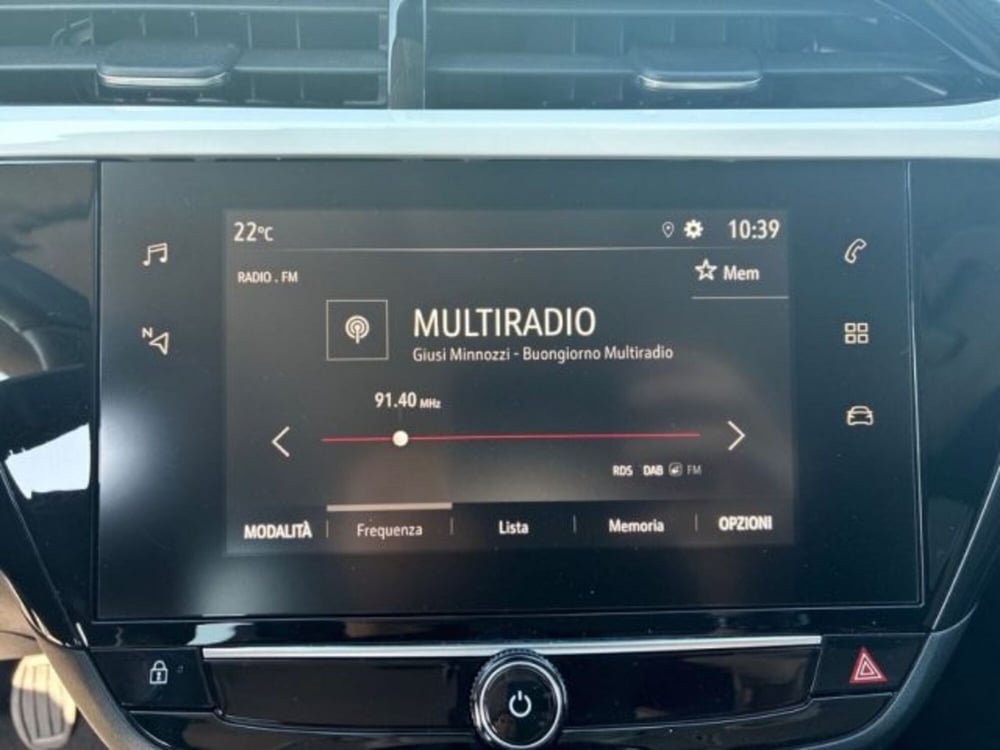 22°C 10:39
RADIO . FM
Mem
MULTIRADIO
Giusi Minnozzi - Buongiorno Multiradio
N
91.40 MHz
RDS DAB FM
MODALITÀ Frequenza Lista Memoria OPZIONI